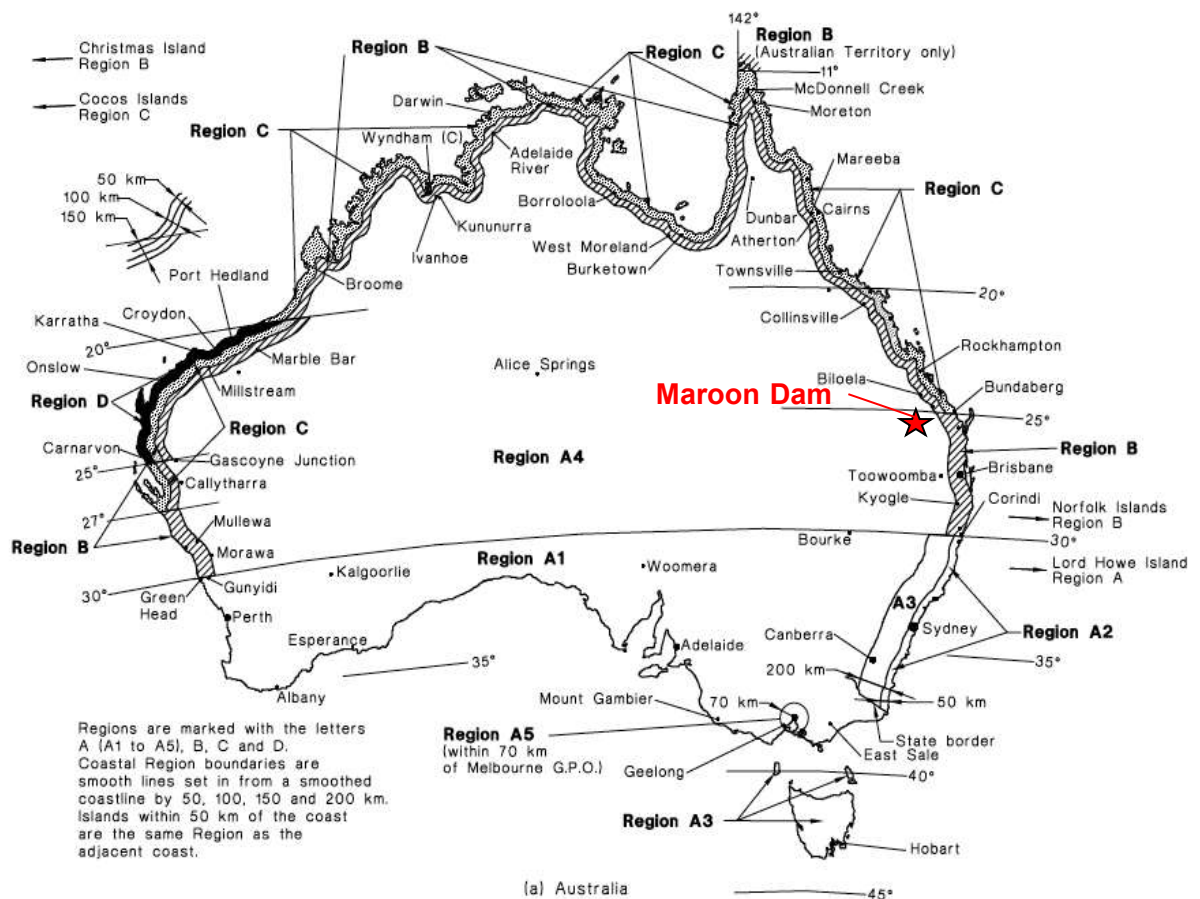 142°
Christmas Island
Region B
Cocos Islands
Region C
Region B
Region C
Region B
(Australian Territory only)
11°
McDonnell Creek
Moreton
Darwin
Region C
Wyndham (C)
Adelaide
River
Mareeba
Region C
50 km
100 km
150 km
Borroloola
Kununurra
Dunbar
Cairns
Atherton
Ivanhoe
West Moreland
Burketown
Port Hedland
Broome
Townsville
20°
Croydon
Collinsville
Karratha
20°
Marble Bar
Onslow
Millstream
Alice Springs
Rockhampton
Biloela
Bundaberg
Maroon Dam
25°
Region D
Region C
Carnarvon
Region A4
Region B
25°
Gascoyne Junction
Toowoomba
Brisbane
Callytharra
Kyogle
Corindi
27°
Norfolk Islands
Region B
Mullewa
Region B
Morawa
Bourke
30°
Region A1
Woomera
Lord Howe Island
Region A
30°
Gunyidi
Kalgoorlie
Green
Head
A3
Perth
Sydney
Region A2
Esperance
Adelaide
Canberra
35°
35°
200 km
Albany
Mount Gambier
70 km
50 km
Regions are marked with the letters
A (A1 to A5), B, C and D.
Coastal Region boundaries are
smooth lines set in from a smoothed
coastline by 50, 100, 150 and 200 km.
Islands within 50 km of the coast
are the same Region as the
adjacent coast.
Region A5
(within 70 km
of Melbourne G.P.O.)
State border
East Sale
Geelong
40°
Region A3
Hobart
(a) Australia
45°